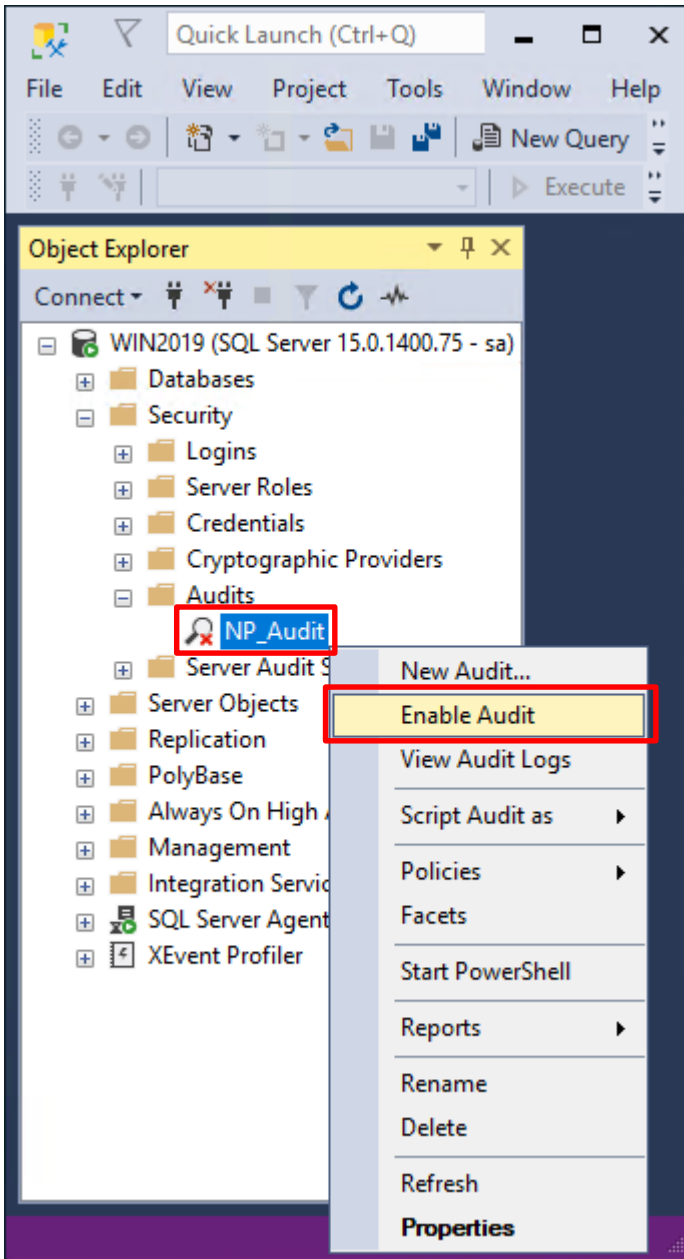 Quick Launch (Ctrl+Q)
File Edit View Project Tools Window Help
New Query
Execute
Object Explorer
Connect
WIN2019 (SQL Server 15.0.1400.75 - sa)
Databases
Security
Logins
Server Roles
Credentials
Cryptographic Providers
Audits
NP_Audit
Server Audit S
Server Objects
Replication
PolyBase
Always On High
Management
Integration Servic
SQL Server Agent
XEvent Profiler
New Audit...
Enable Audit
View Audit Logs
Script Audit as
Policies
Facets
Start PowerShell
Reports
Rename
Delete
Refresh
Properties